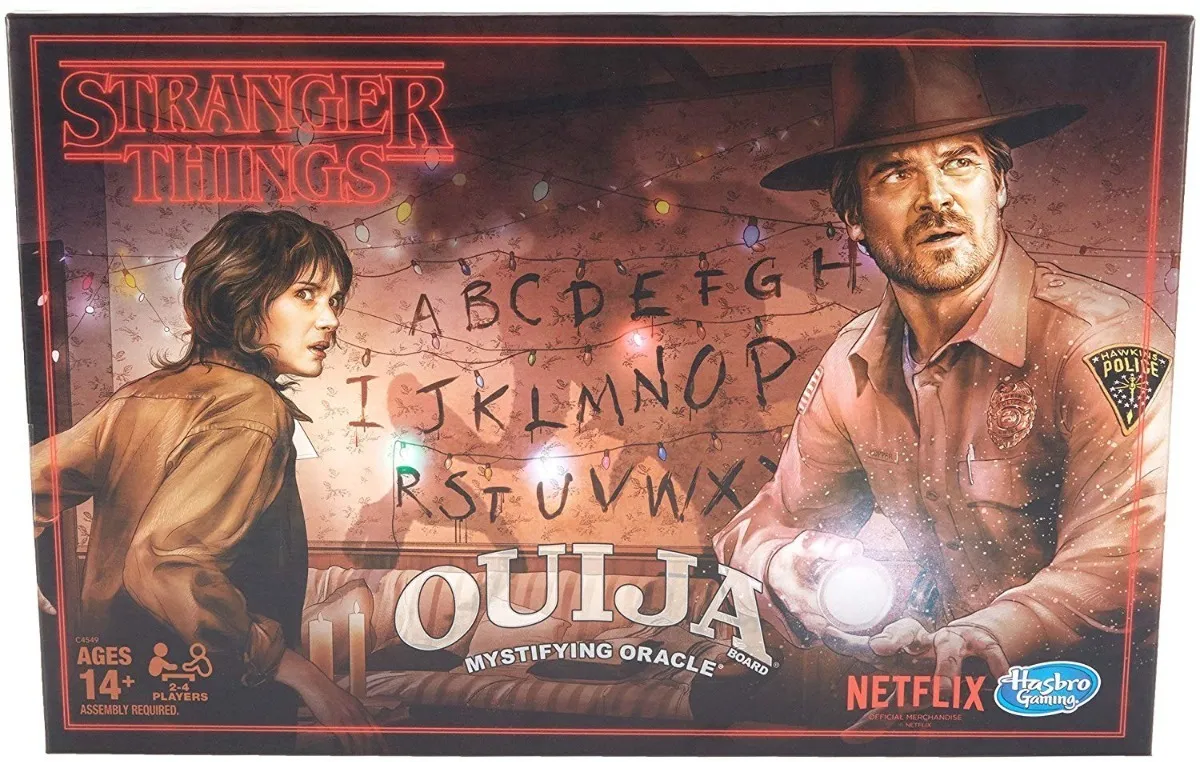 STRANGER
THINGS
A B C D E F G H
I J K L M N O P
R S T U V W X
HAWKINS
POLICE
OUIJA
BOARD
MYSTIFYING ORACLE®
C4549
AGES
14+
2-4
PLAYERS
ASSEMBLY REQUIRED.
NETFLIX
OFFICIAL MERCHANDISE
© NETFLIX
Hasbro
Gaming